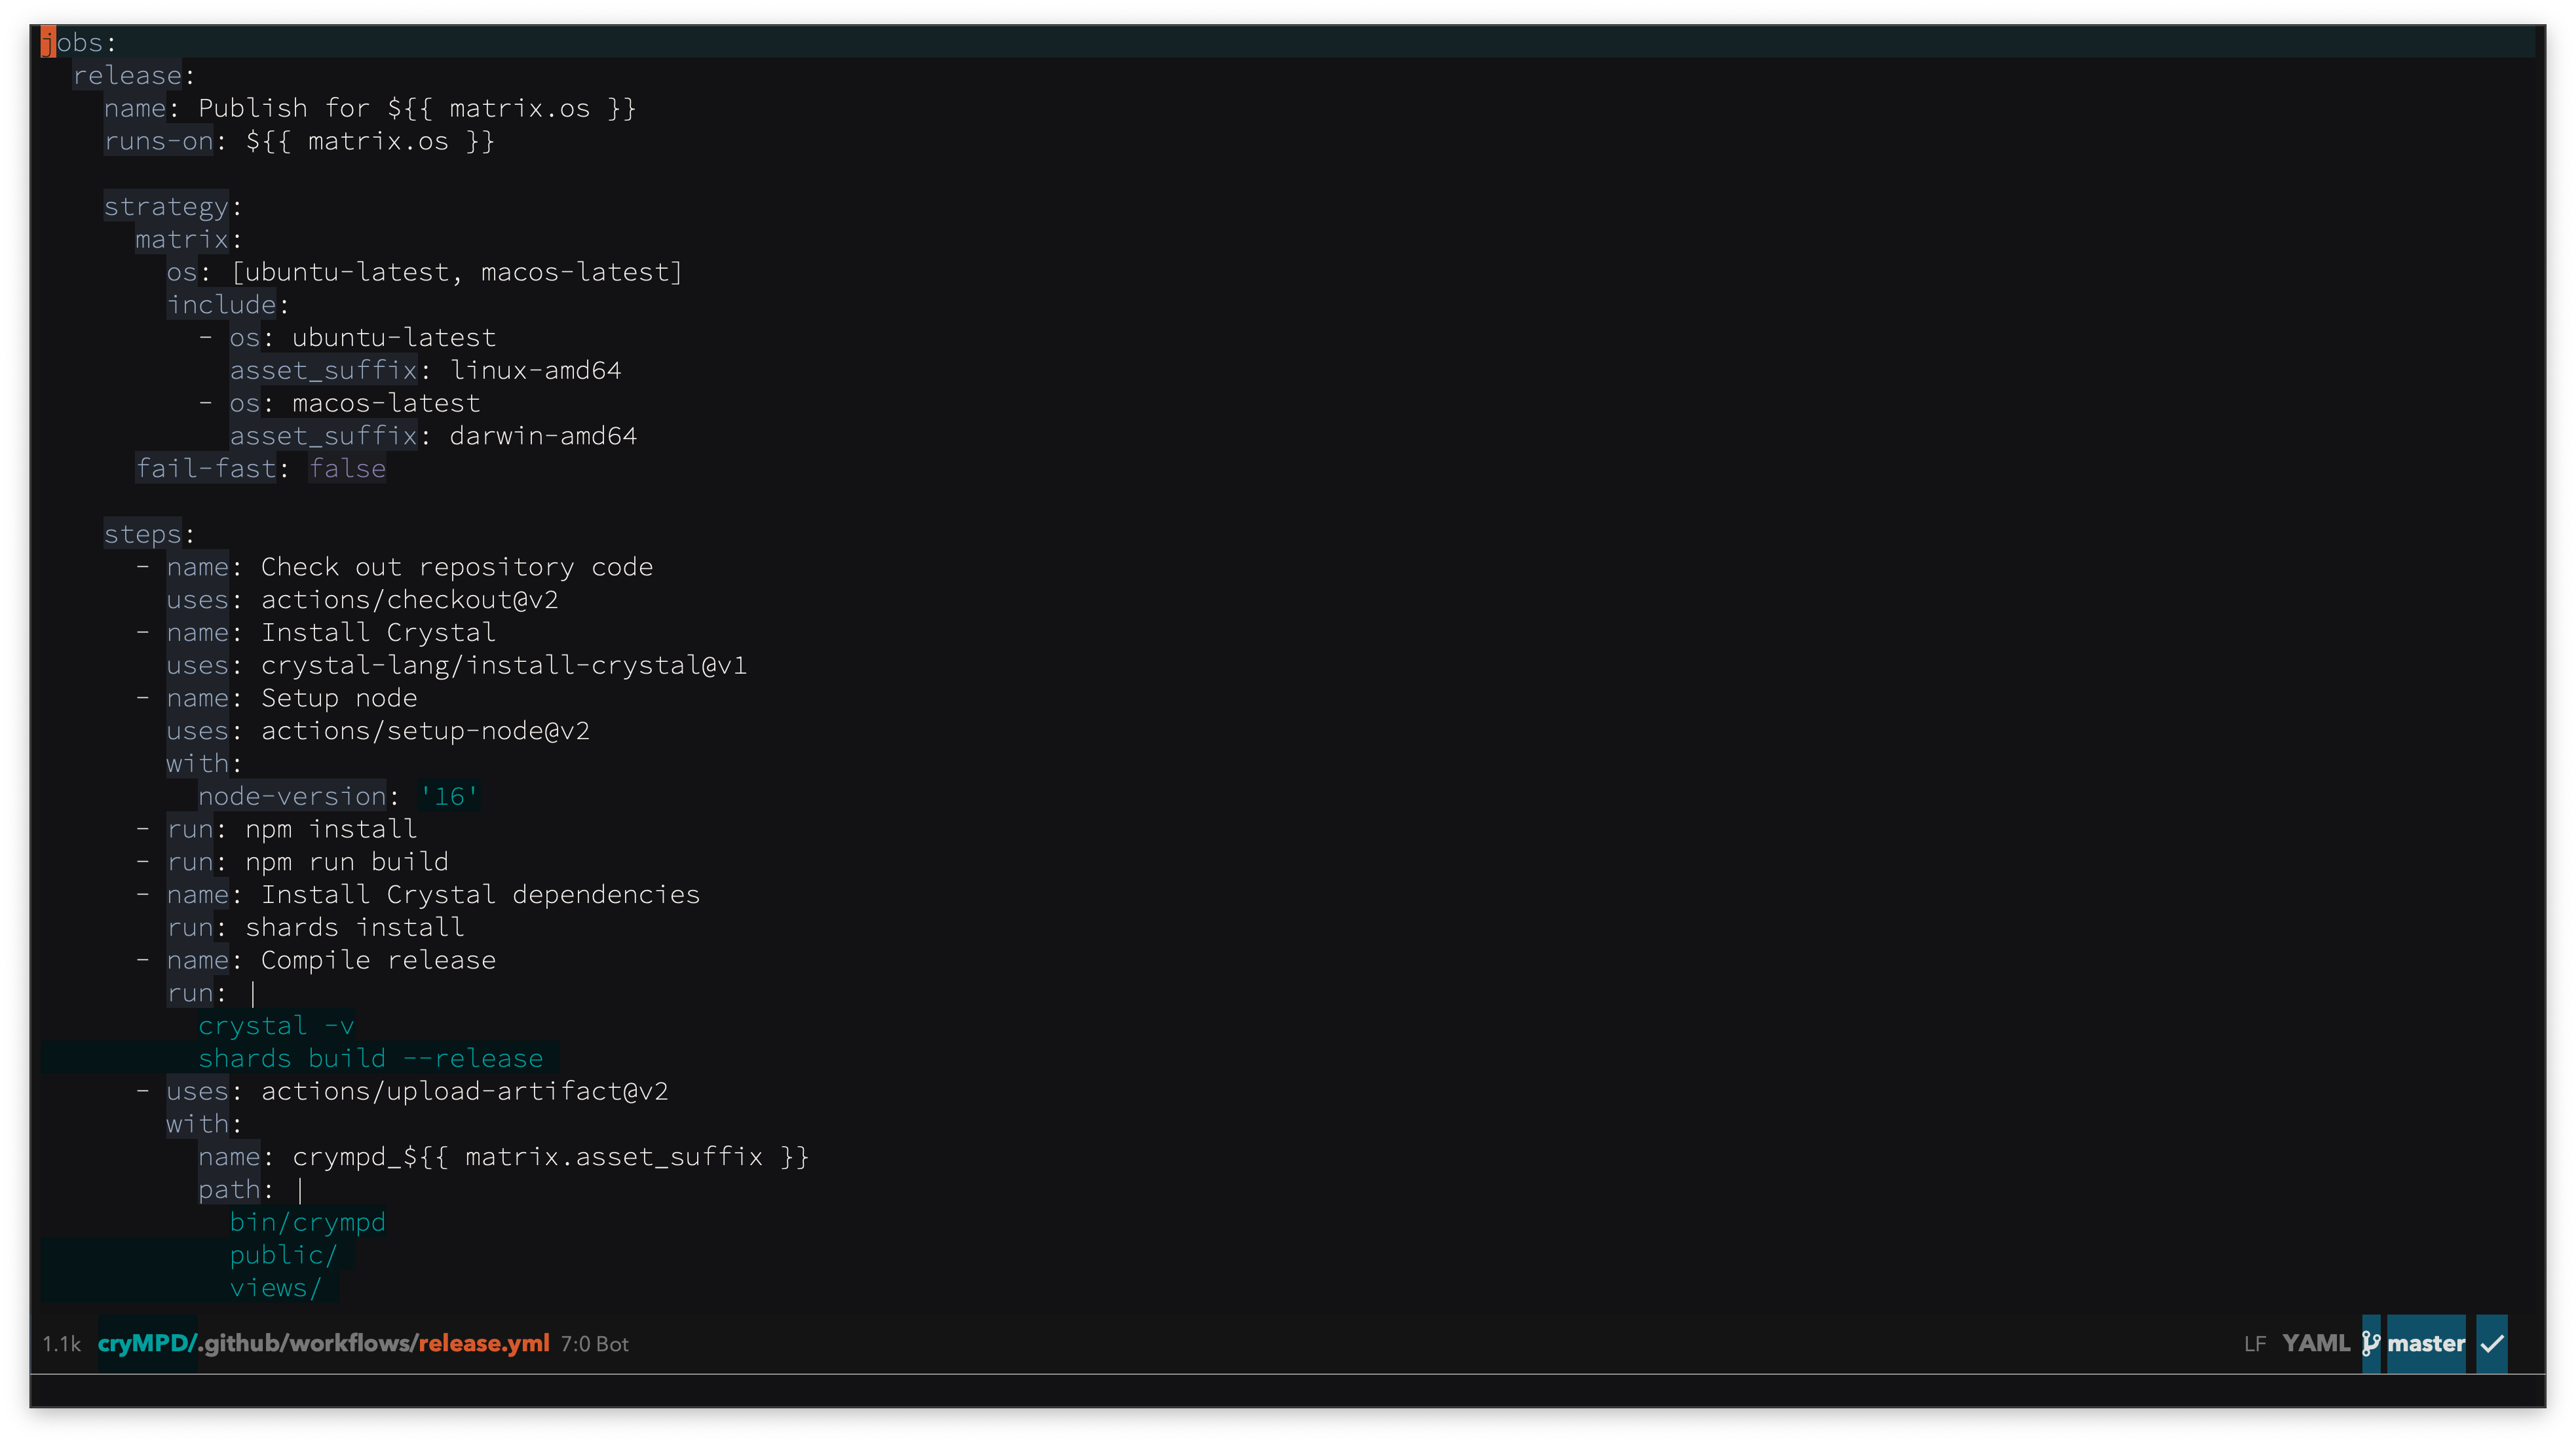 jobs:
  release:
    name: Publish for ${{ matrix.os }}
    runs-on: ${{ matrix.os }}

    strategy:
      matrix:
        os: [ubuntu-latest, macos-latest]
        include:
          - os: ubuntu-latest
            asset_suffix: linux-amd64
          - os: macos-latest
            asset_suffix: darwin-amd64
      fail-fast: false

    steps:
      - name: Check out repository code
        uses: actions/checkout@v2
      - name: Install Crystal
        uses: crystal-lang/install-crystal@v1
      - name: Setup node
        uses: actions/setup-node@v2
        with:
          node-version: '16'
      - run: npm install
      - run: npm run build
      - name: Install Crystal dependencies
        run: shards install
      - name: Compile release
        run: |
          crystal -v
          shards build --release
      - uses: actions/upload-artifact@v2
        with:
          name: crympd_${{ matrix.asset_suffix }}
          path: |
            bin/crympd
            public/
            views/
1.1k cryMPD/.github/workflows/release.yml 7:0 Bot LF YAML master